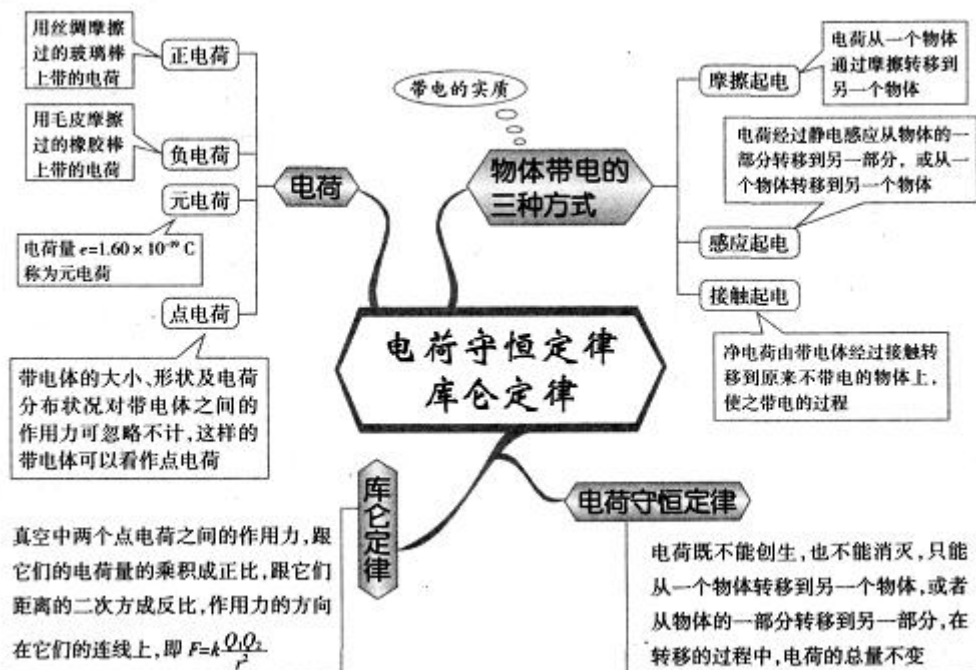 用丝绸摩擦
过的玻璃棒
上带的电荷
正电荷
用毛皮摩擦
过的橡胶棒
上带的电荷
负电荷
元电荷
电荷量 e=1.60×10⁻¹⁹ C
称为元电荷
点电荷
带电体的大小、形状及电荷
分布状况对带电体之间的
作用力可忽略不计,这样的
带电体可以看作点电荷
电荷
带电的实质
物体带电的
三种方式
摩擦起电
电荷从一个物体
通过摩擦转移到
另一个物体
电荷经过静电感应从物体的一
部分转移到另一部分，或从一
个物体转移到另一个物体
感应起电
接触起电
净电荷由带电体经过接触转
移到原来不带电的物体上，
使之带电的过程
电荷守恒定律
库仑定律
库仑定律
真空中两个点电荷之间的作用力,跟
它们的电荷量的乘积成正比,跟它们
距离的二次方成反比,作用力的方向
在它们的连线上,即 F=k Q₁Q₂/r²
电荷守恒定律
电荷既不能创生,也不能消灭,只能
从一个物体转移到另一个物体,或者
从物体的一部分转移到另一部分,在
转移的过程中,电荷的总量不变